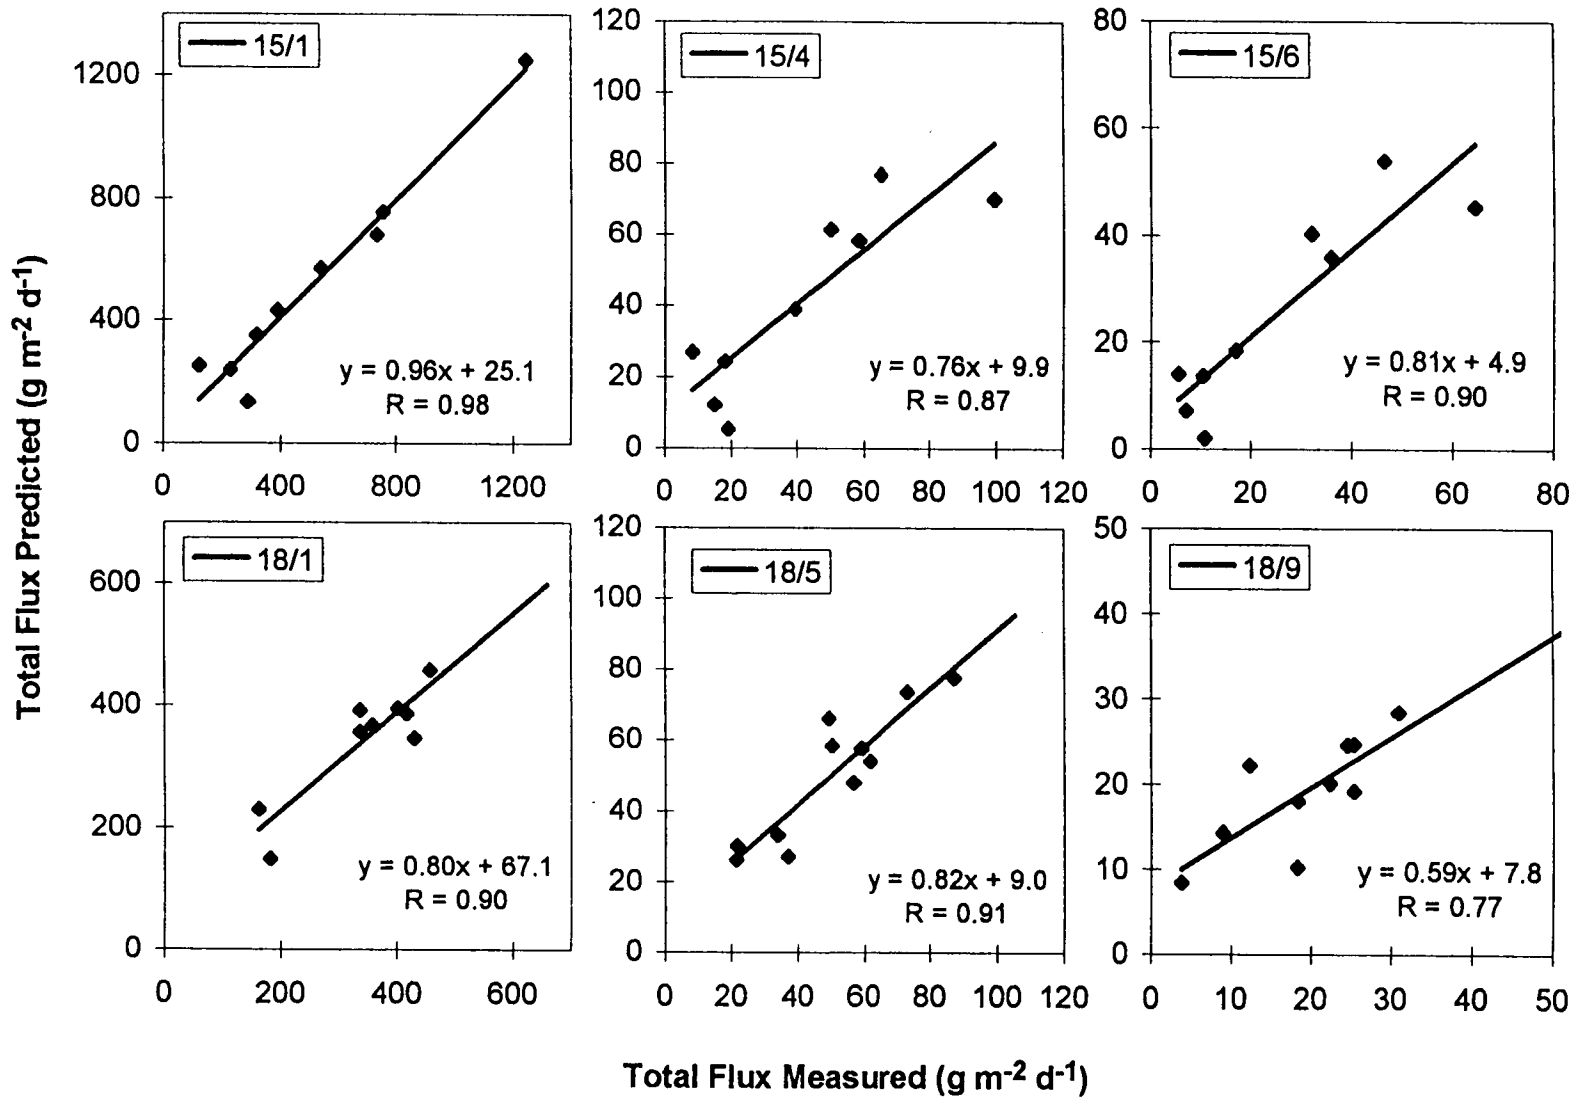 Total Flux Predicted (g m-2 d-1)
15/1
1200
800
400
0
y = 0.96x + 25.1
R = 0.98
0 400 800 1200
15/4
120
100
80
60
40
20
0
y = 0.76x + 9.9
R = 0.87
0 20 40 60 80 100 120
15/6
80
60
40
20
0
y = 0.81x + 4.9
R = 0.90
0 20 40 60 80
18/1
600
400
200
0
y = 0.80x + 67.1
R = 0.90
0 200 400 600
18/5
120
100
80
60
40
20
0
y = 0.82x + 9.0
R = 0.91
0 20 40 60 80 100 120
18/9
50
40
30
20
10
0
y = 0.59x + 7.8
R = 0.77
0 10 20 30 40 50
Total Flux Measured (g m-2 d-1)